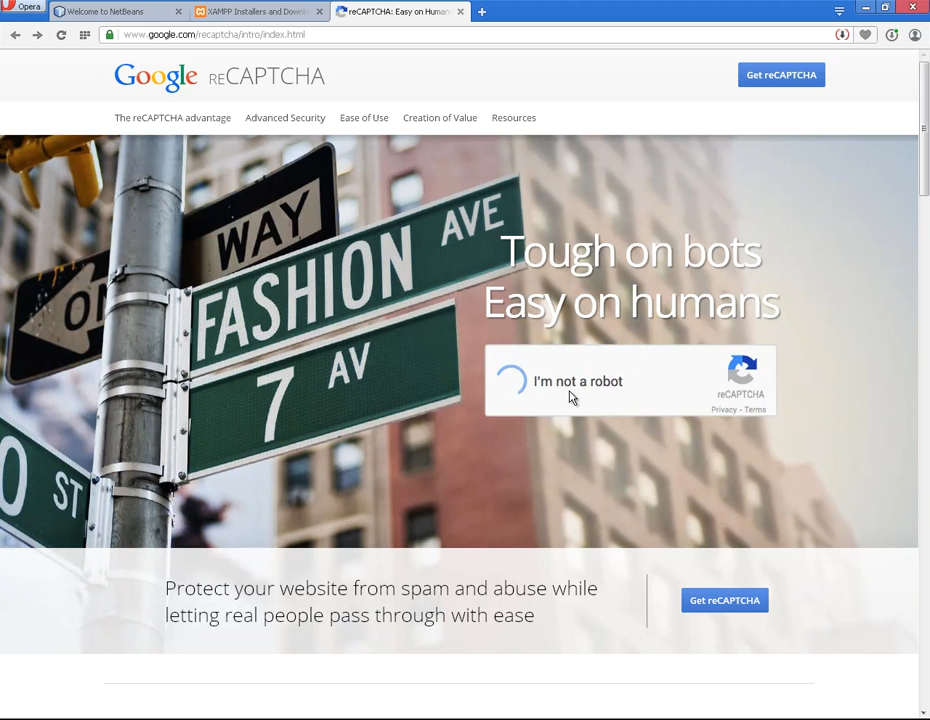 Opera
Welcome to NetBeans
XAMPP Installers and Downl
reCAPTCHA: Easy on Human
www.google.com/recaptcha/intro/index.html
Google reCAPTCHA
Get reCAPTCHA
The reCAPTCHA advantage
Advanced Security
Ease of Use
Creation of Value
Resources
WAY
ON
FASHION AVE
7 AV
0 ST
Tough on bots
Easy on humans
I'm not a robot
reCAPTCHA
Privacy - Terms
Protect your website from spam and abuse while
letting real people pass through with ease
Get reCAPTCHA